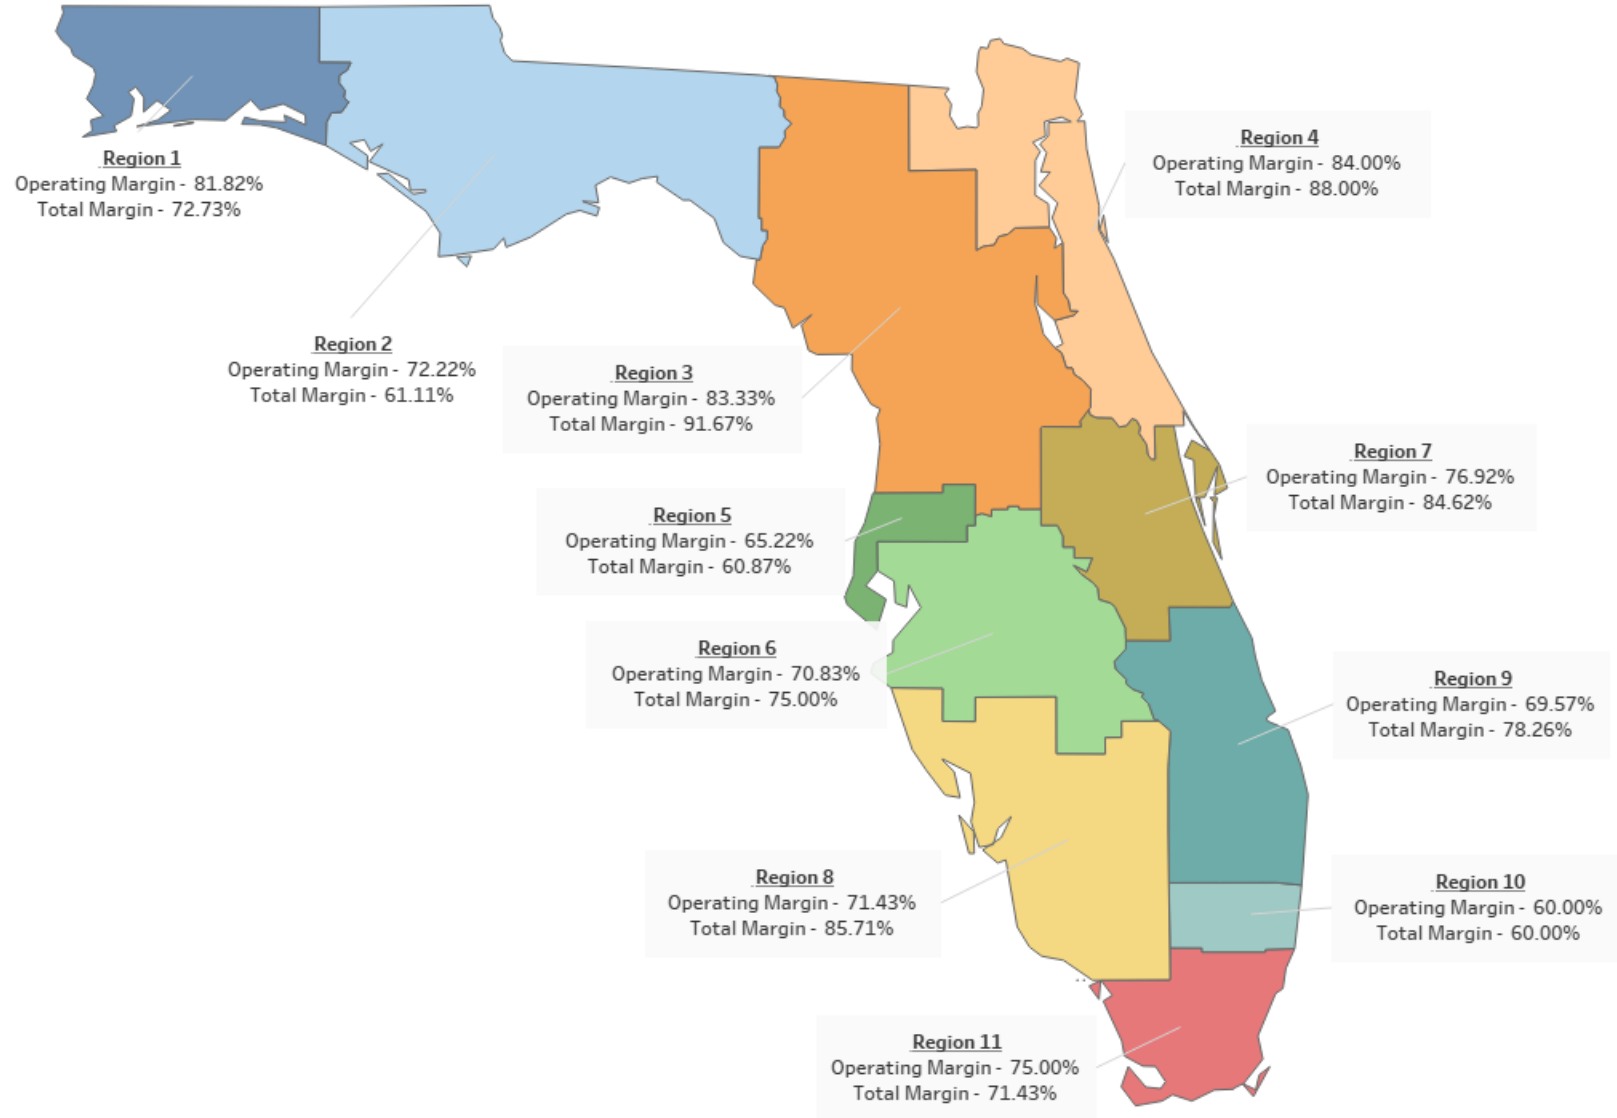 Region 1
Operating Margin - 81.82%
Total Margin - 72.73%
Region 2
Operating Margin - 72.22%
Total Margin - 61.11%
Region 3
Operating Margin - 83.33%
Total Margin - 91.67%
Region 4
Operating Margin - 84.00%
Total Margin - 88.00%
Region 5
Operating Margin - 65.22%
Total Margin - 60.87%
Region 6
Operating Margin - 70.83%
Total Margin - 75.00%
Region 7
Operating Margin - 76.92%
Total Margin - 84.62%
Region 8
Operating Margin - 71.43%
Total Margin - 85.71%
Region 9
Operating Margin - 69.57%
Total Margin - 78.26%
Region 10
Operating Margin - 60.00%
Total Margin - 60.00%
Region 11
Operating Margin - 75.00%
Total Margin - 71.43%